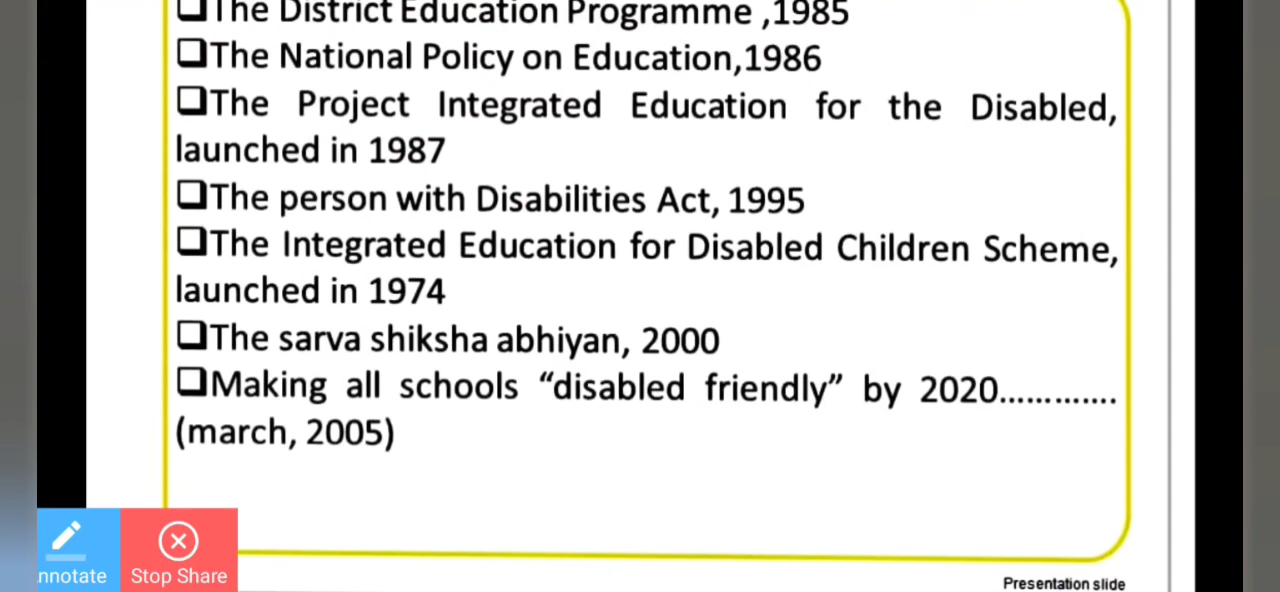 ❑The District Education Programme ,1985
❑The National Policy on Education,1986
❑The Project Integrated Education for the Disabled,
launched in 1987
❑The person with Disabilities Act, 1995
❑The Integrated Education for Disabled Children Scheme,
launched in 1974
❑The sarva shiksha abhiyan, 2000
❑Making all schools “disabled friendly” by 2020.............
(march, 2005)
nnotate
Stop Share
Presentation slide